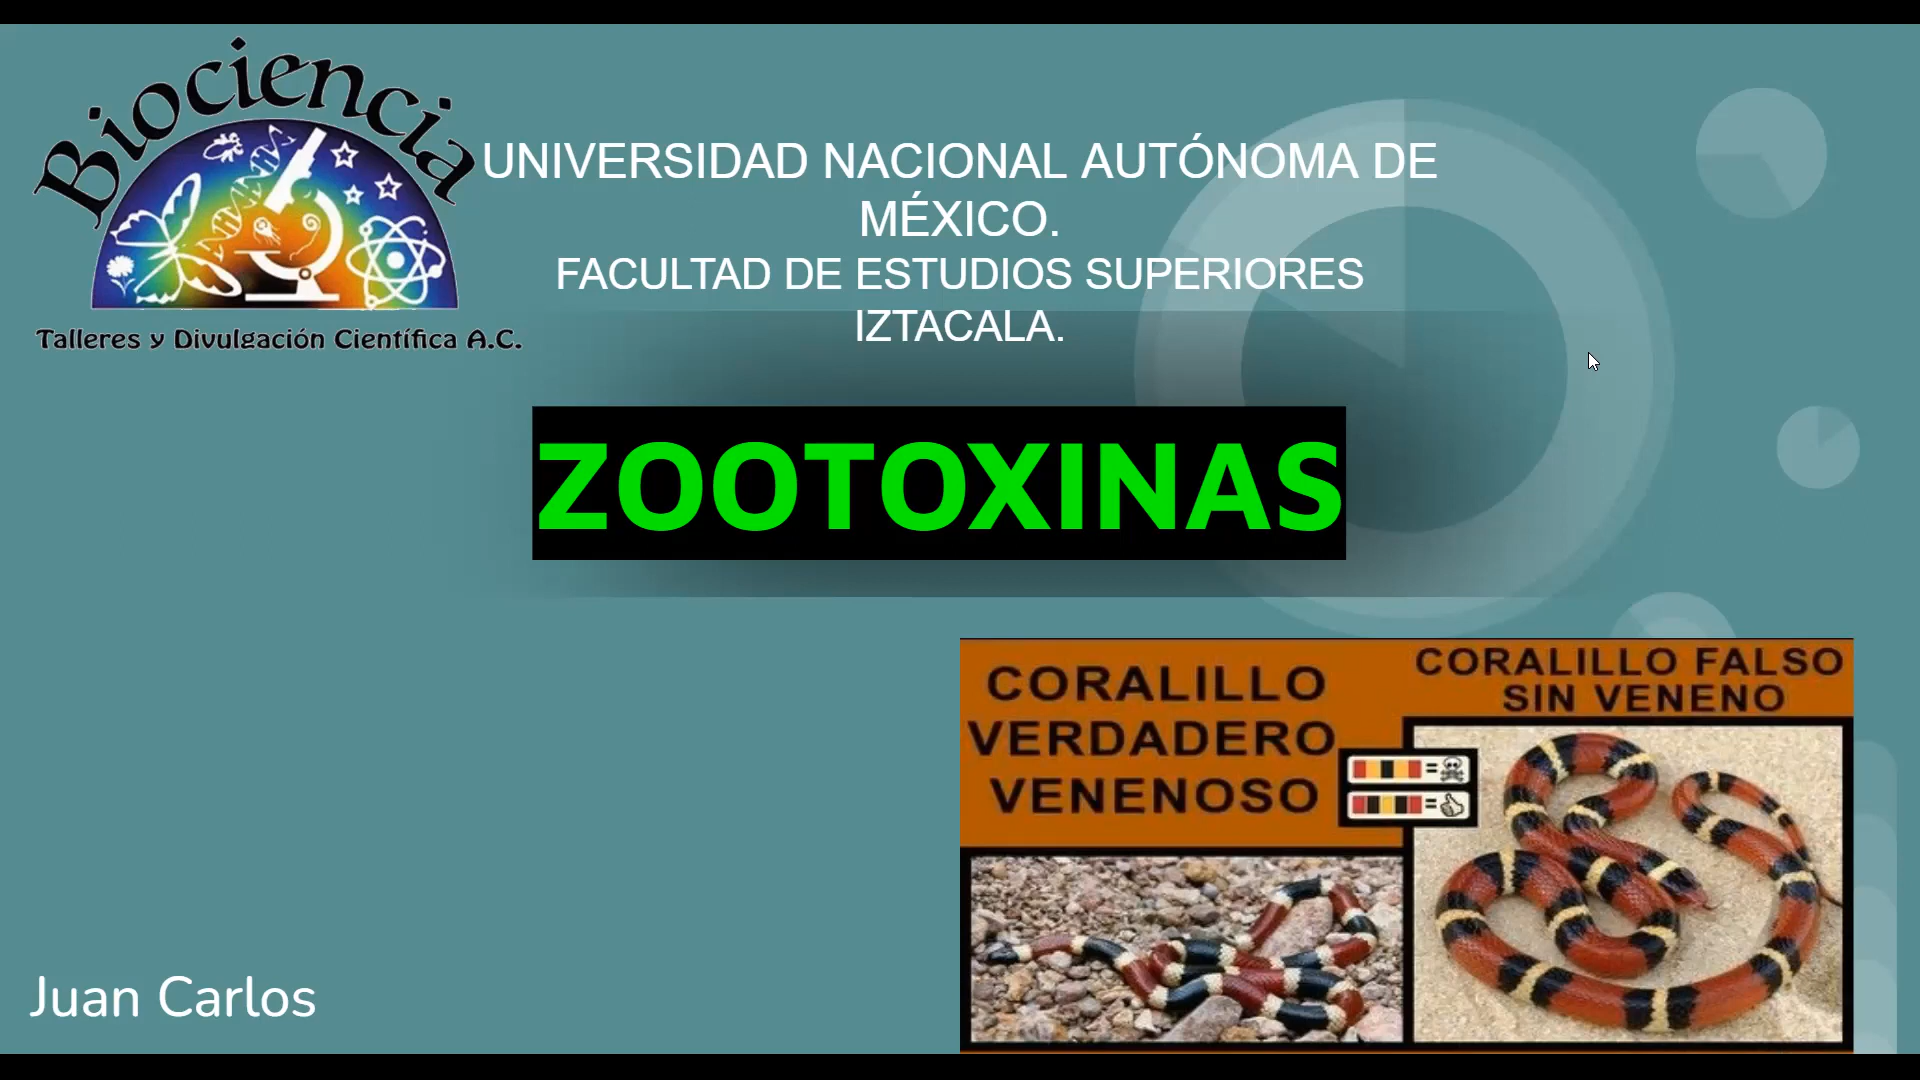 Biociencia
Talleres y Divulgación Científica A.C.
UNIVERSIDAD NACIONAL AUTÓNOMA DE
MÉXICO.
FACULTAD DE ESTUDIOS SUPERIORES
IZTACALA.
ZOOTOXINAS
CORALILLO
VERDADERO
VENENOSO
CORALILLO FALSO
SIN VENENO
=
=
Juan Carlos